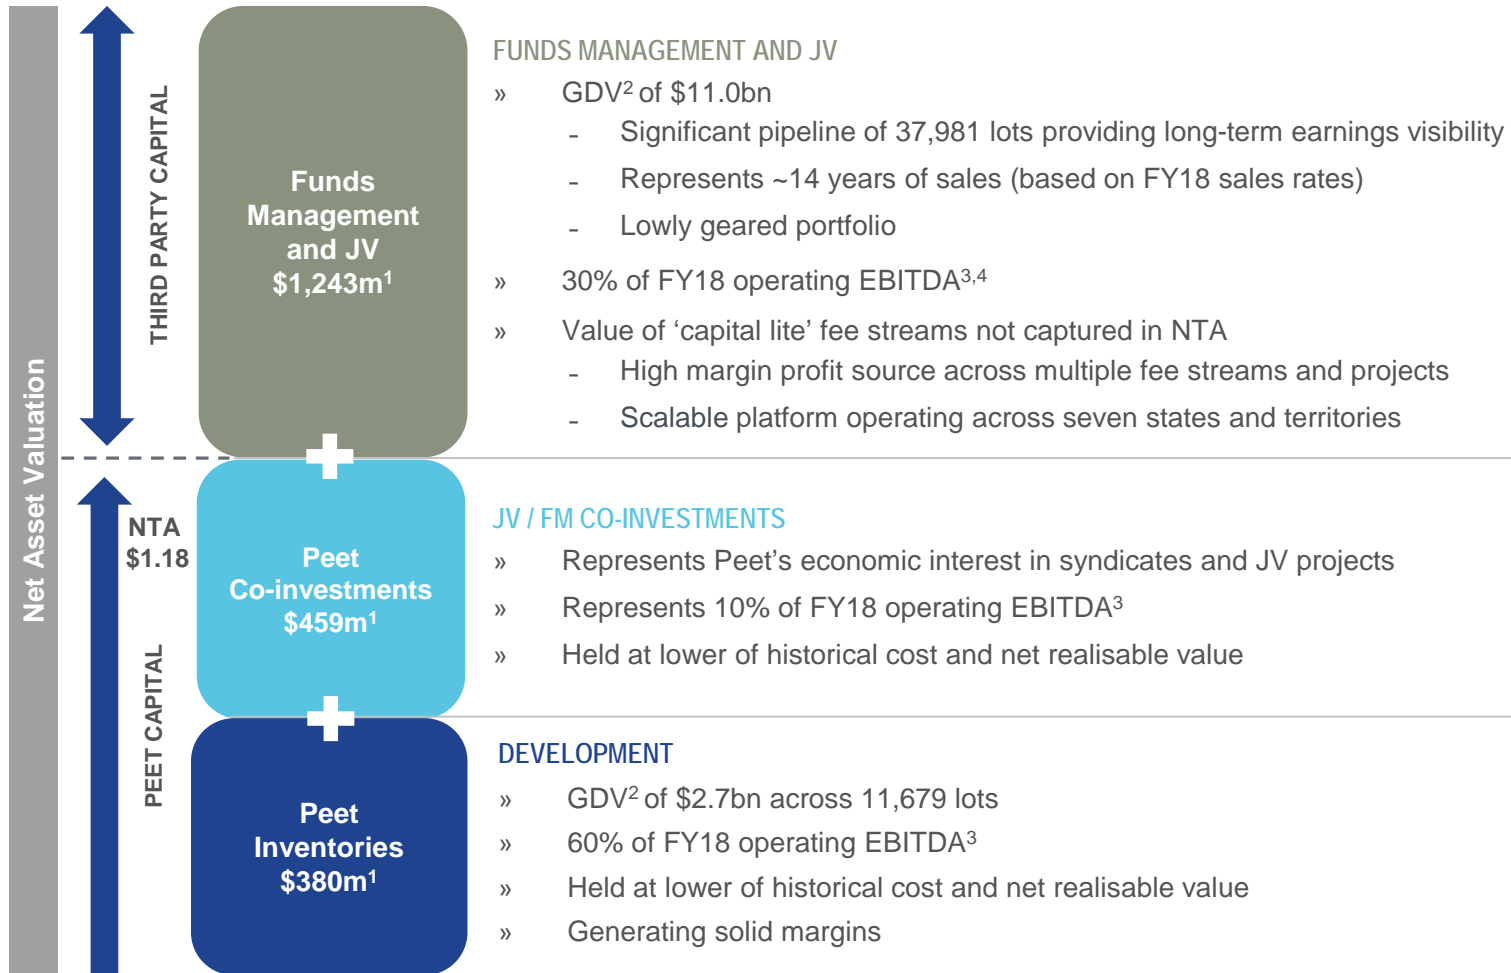 Net Asset Valuation
THIRD PARTY CAPITAL
Funds
Management
and JV
$1,243m¹
FUNDS MANAGEMENT AND JV
» GDV² of $11.0bn
- Significant pipeline of 37,981 lots providing long-term earnings visibility
- Represents ~14 years of sales (based on FY18 sales rates)
- Lowly geared portfolio
» 30% of FY18 operating EBITDA³,⁴
» Value of ‘capital lite’ fee streams not captured in NTA
- High margin profit source across multiple fee streams and projects
- Scalable platform operating across seven states and territories
NTA
$1.18
PEET CAPITAL
Peet
Co-investments
$459m¹
JV / FM CO-INVESTMENTS
» Represents Peet’s economic interest in syndicates and JV projects
» Represents 10% of FY18 operating EBITDA³
» Held at lower of historical cost and net realisable value
Peet
Inventories
$380m¹
DEVELOPMENT
» GDV² of $2.7bn across 11,679 lots
» 60% of FY18 operating EBITDA³
» Held at lower of historical cost and net realisable value
» Generating solid margins